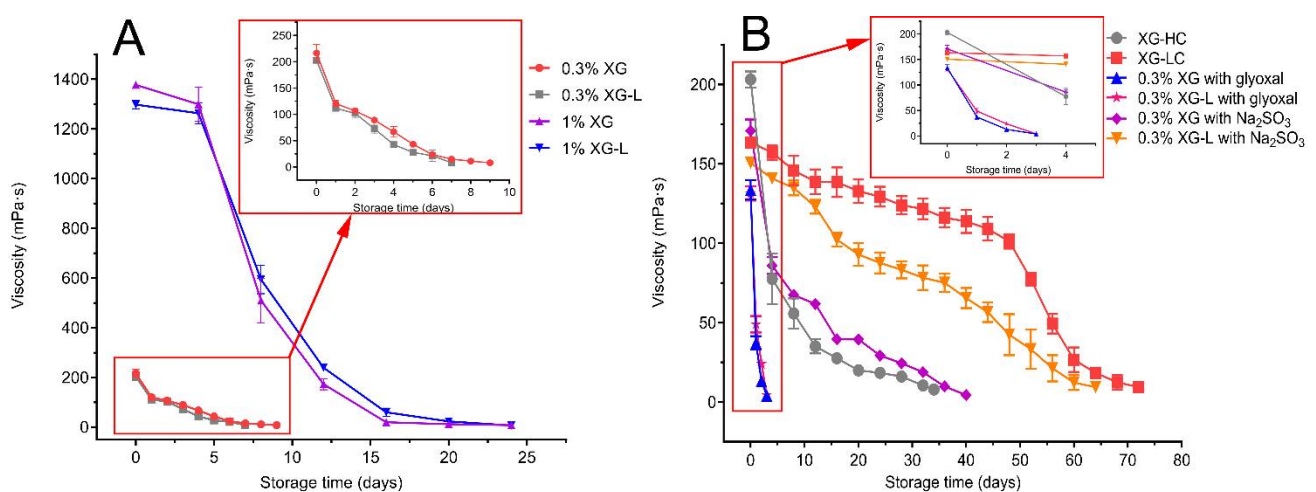 A
Viscosity (mPa·s)
1400
1200
1000
800
600
400
200
0
0 5 10 15 20 25
Storage time (days)
Viscosity (mPa·s)
250
200
150
100
50
0
0 2 4 6 8 10
Storage time (days)
0.3% XG
0.3% XG-L
1% XG
1% XG-L
B
Viscosity (mPa·s)
200
150
100
50
0
0 10 20 30 40 50 60 70 80
Storage time (days)
Viscosity (mPa·s)
200
150
100
50
0
0 1 2 3 4
Storage time (days)
XG-HC
XG-LC
0.3% XG with glyoxal
0.3% XG-L with glyoxal
0.3% XG with Na₂SO₃
0.3% XG-L with Na₂SO₃